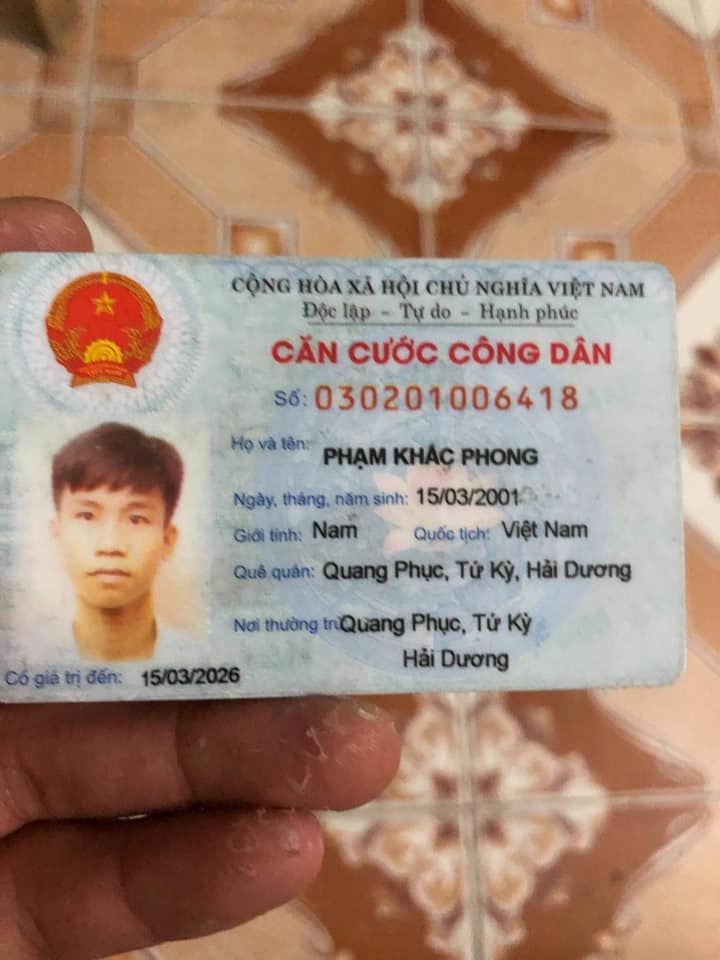 CỘNG HÒA XÃ HỘI CHỦ NGHĨA VIỆT NAM
Độc lập - Tự do - Hạnh phúc
CĂN CƯỚC CÔNG DÂN
Số: 030201006418
Họ và tên: PHẠM KHẮC PHONG
Ngày, tháng, năm sinh: 15/03/2001
Giới tính: Nam Quốc tịch: Việt Nam
Quê quán: Quang Phục, Tứ Kỳ, Hải Dương
Nơi thường trú: Quang Phục, Tứ Kỳ
Hải Dương
Có giá trị đến: 15/03/2026